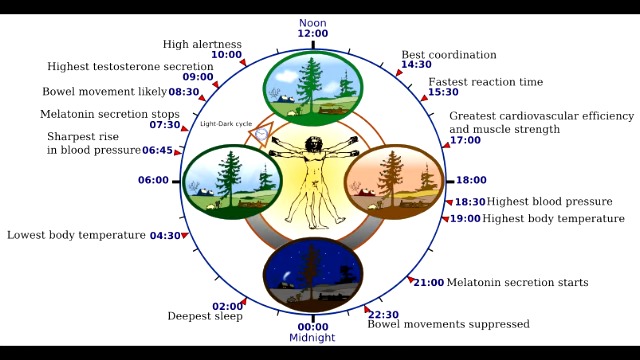 Noon
12:00
High alertness
10:00
Highest testosterone secretion
09:00
Bowel movement likely 08:30
Melatonin secretion stops
07:30
Sharpest rise
in blood pressure 06:45
06:00
Lowest body temperature 04:30
02:00
Deepest sleep
00:00
Midnight
Light-Dark cycle
Best coordination
14:30
Fastest reaction time
15:30
Greatest cardiovascular efficiency
and muscle strength
17:00
18:00
18:30 Highest blood pressure
19:00 Highest body temperature
21:00 Melatonin secretion starts
22:30
Bowel movements suppressed